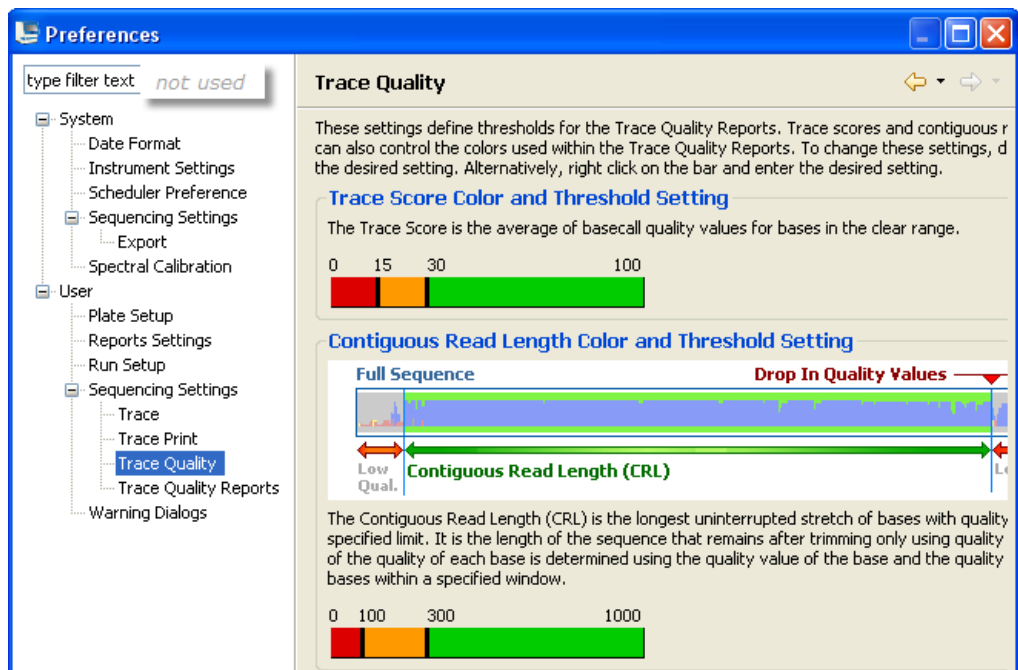 Preferences
type filter text
not used
System
Date Format
Instrument Settings
Scheduler Preference
Sequencing Settings
Export
Spectral Calibration
User
Plate Setup
Reports Settings
Run Setup
Sequencing Settings
Trace
Trace Print
Trace Quality
Trace Quality Reports
Warning Dialogs
Trace Quality
These settings define thresholds for the Trace Quality Reports. Trace scores and contiguous r
can also control the colors used within the Trace Quality Reports. To change these settings, d
the desired setting. Alternatively, right click on the bar and enter the desired setting.
Trace Score Color and Threshold Setting
The Trace Score is the average of basecall quality values for bases in the clear range.
0 15 30 100
Contiguous Read Length Color and Threshold Setting
Full Sequence Drop In Quality Values
Low Qual. Contiguous Read Length (CRL) L
The Contiguous Read Length (CRL) is the longest uninterrupted stretch of bases with quality
specified limit. It is the length of the sequence that remains after trimming only using quality
of the quality of each base is determined using the quality value of the base and the quality
bases within a specified window.
0 100 300 1000